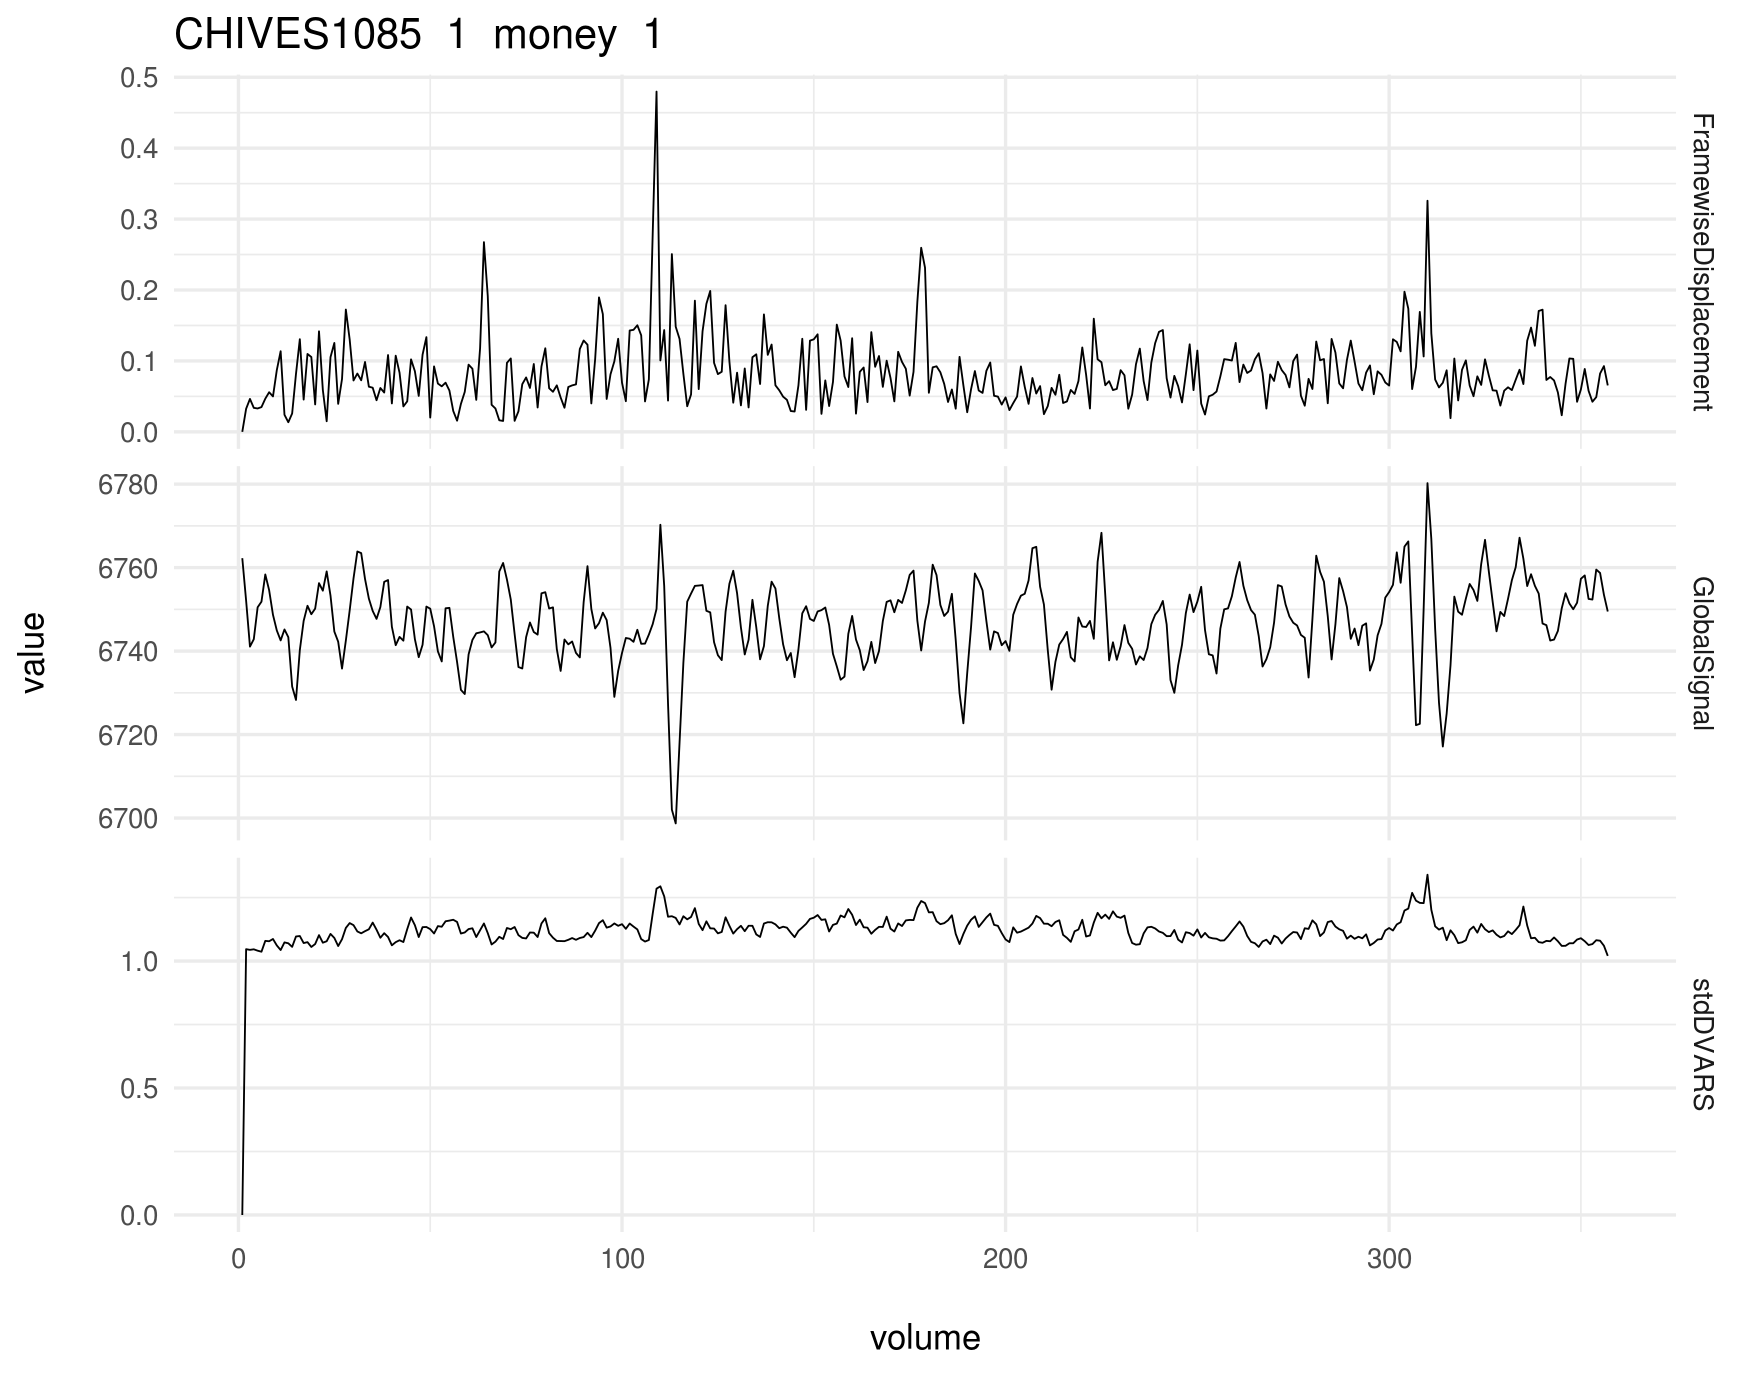 CHIVES1085 1 money 1
0.5
0.4
0.3
0.2
0.1
0.0
FramewiseDisplacement
6780
6760
6740
6720
6700
GlobalSignal
value
1.0
0.5
0.0
stdDVARS
0 100 200 300
volume